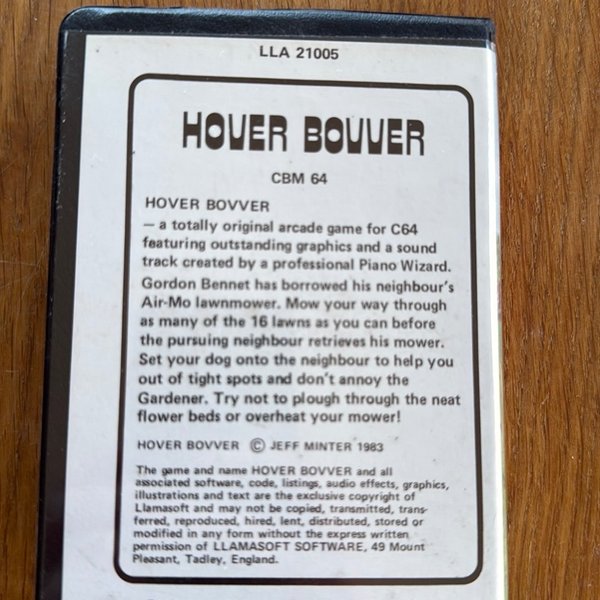 LLA 21005
HOVER BOVVER
CBM 64
HOVER BOVVER
— a totally original arcade game for C64
featuring outstanding graphics and a sound
track created by a professional Piano Wizard.
Gordon Bennet has borrowed his neighbour's
Air-Mo lawnmower. Mow your way through
as many of the 16 lawns as you can before
the pursuing neighbour retrieves his mower.
Set your dog onto the neighbour to help you
out of tight spots and don't annoy the
Gardener. Try not to plough through the neat
flower beds or overheat your mower!
HOVER BOVVER © JEFF MINTER 1983
The game and name HOVER BOVVER and all
associated software, code, listings, audio effects, graphics,
illustrations and text are the exclusive copyright of
Llamasoft and may not be copied, transmitted, trans-
ferred, reproduced, hired, lent, distributed, stored or
modified in any form without the express written
permission of LLAMASOFT SOFTWARE, 49 Mount
Pleasant, Tadley, England.